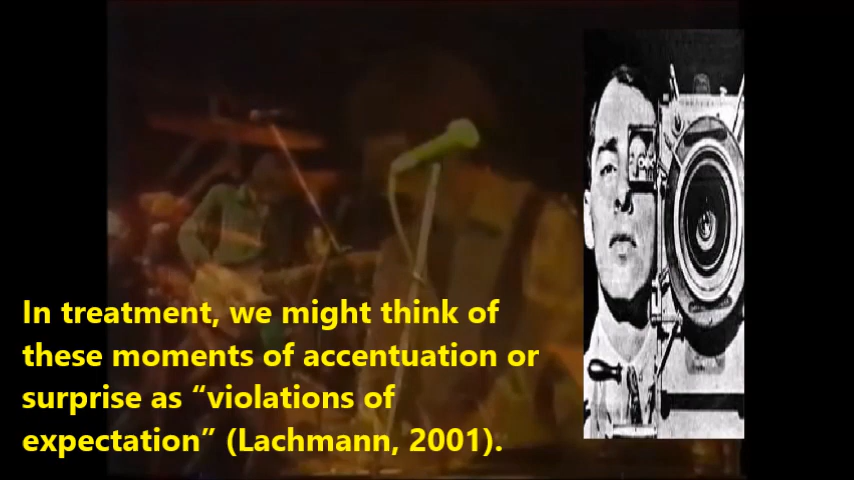 In treatment, we might think of
these moments of accentuation or
surprise as “violations of
expectation” (Lachmann, 2001).